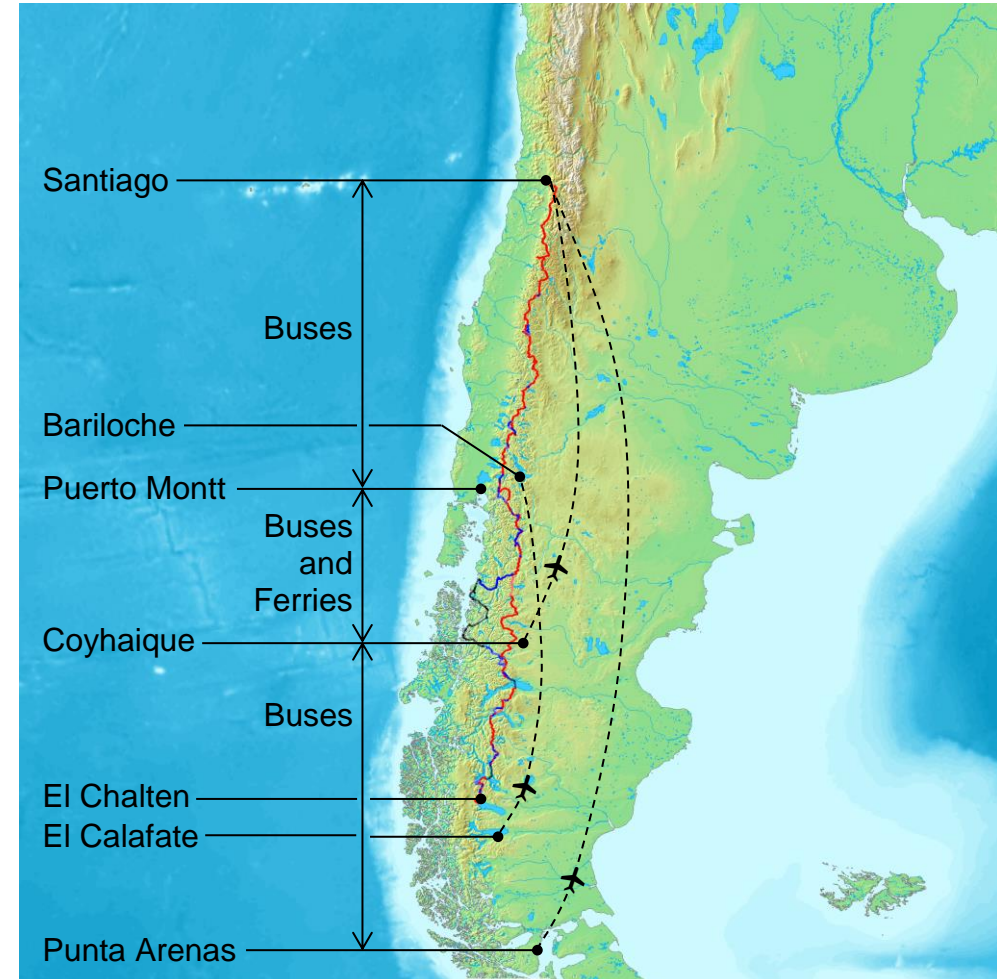 Santiago
Buses
Bariloche
Puerto Montt
Buses
and
Ferries
Coyhaique
Buses
El Chalten
El Calafate
Punta Arenas